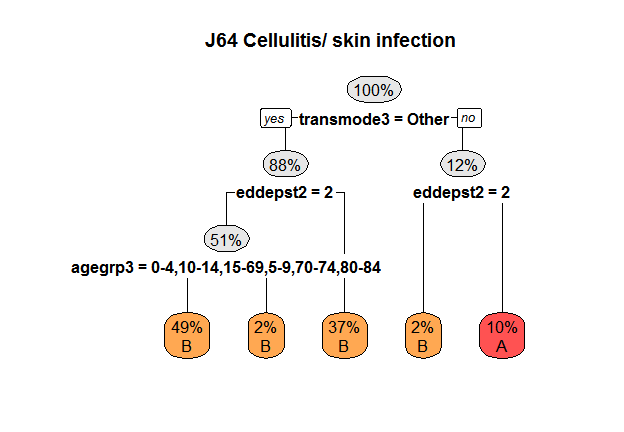 J64 Cellulitis/ skin infection
100%
yes transmode3 = Other no
88% 12%
eddepst2 = 2 eddepst2 = 2
51%
agegrp3 = 0-4,10-14,15-69,5-9,70-74,80-84
49% 2% 37% 2% 10%
B B B B A